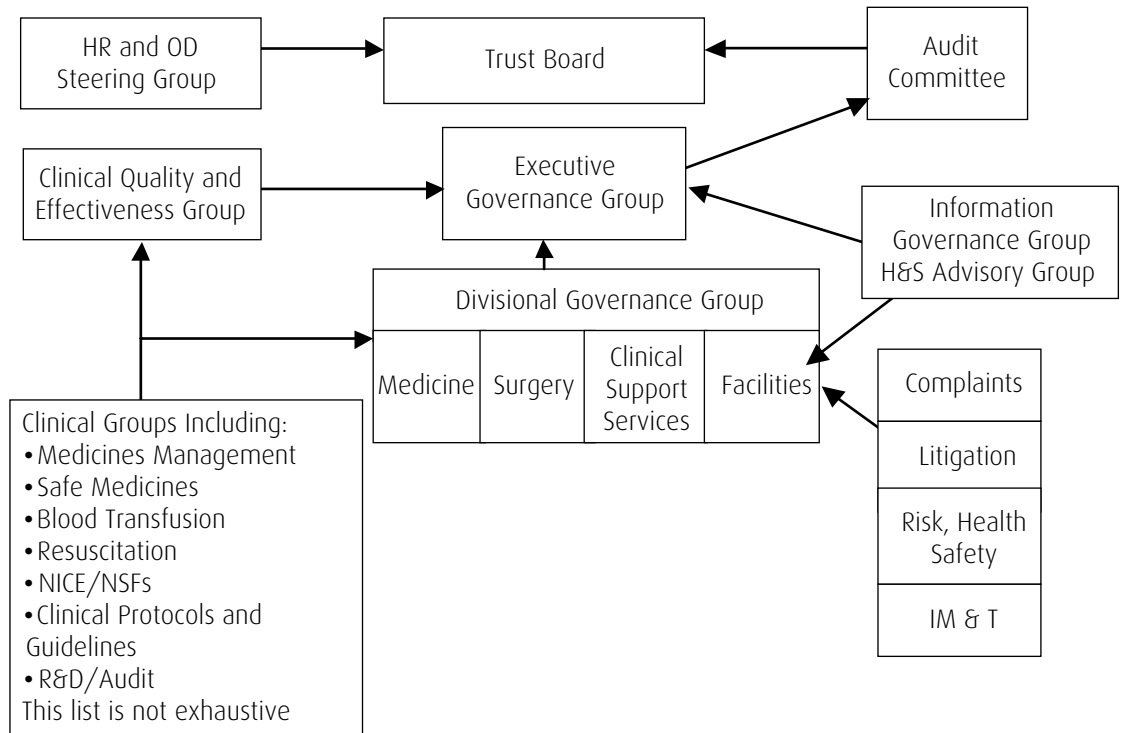 HR and OD
Steering Group
Trust Board
Audit
Committee
Clinical Quality and
Effectiveness Group
Executive
Governance Group
Information
Governance Group
H&S Advisory Group
Divisional Governance Group
Medicine
Surgery
Clinical
Support
Services
Facilities
Complaints
Litigation
Risk, Health
Safety
IM & T
Clinical Groups Including:
• Medicines Management
• Safe Medicines
• Blood Transfusion
• Resuscitation
• NICE/NSFs
• Clinical Protocols and
Guidelines
• R&D/Audit
This list is not exhaustive